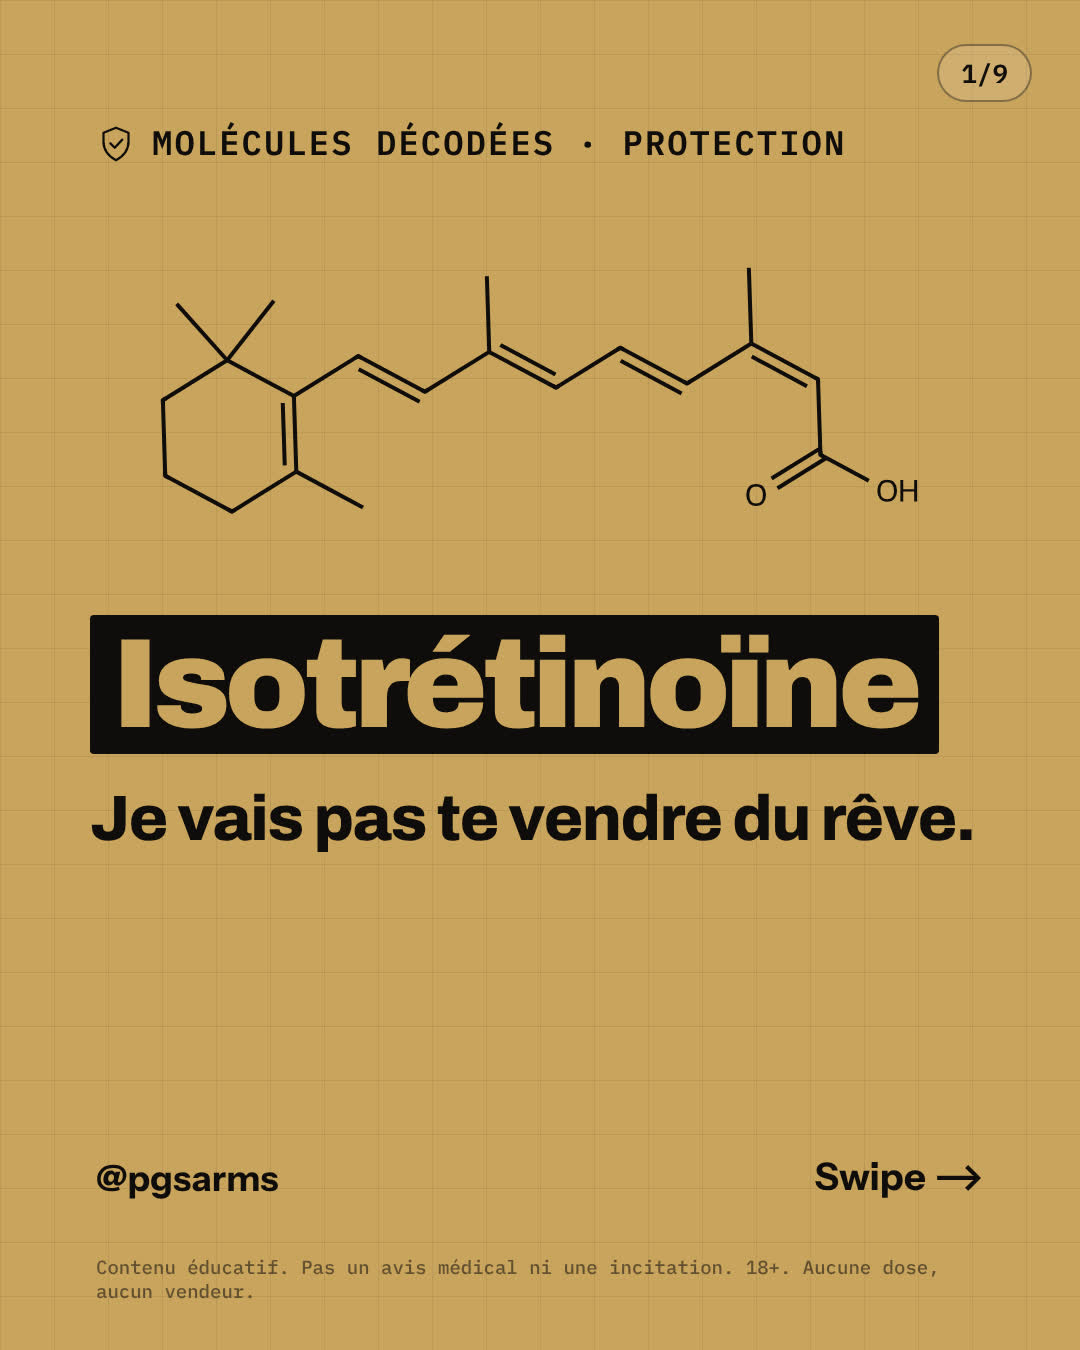 1/9
MOLÉCULES DÉCODÉES · PROTECTION
O
OH
Isotrétinoïne
Je vais pas te vendre du rêve.
@pgsarms
Swipe →
Contenu éducatif. Pas un avis médical ni une incitation. 18+. Aucune dose,
aucun vendeur.